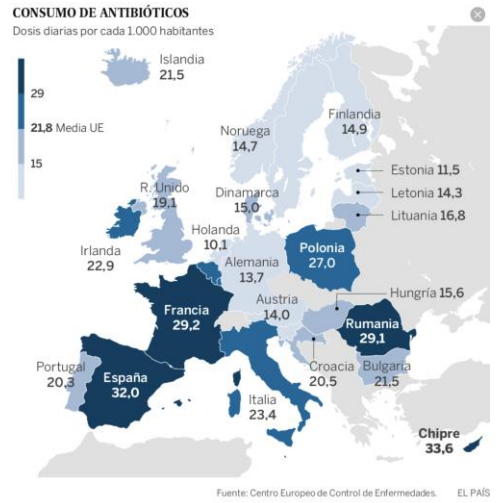 CONSUMO DE ANTIBIÓTICOS
Dosis diarias por cada 1.000 habitantes
29
21,8 Media UE
15
Islandia
21,5
Finlandia
14,9
Noruega
14,7
Estonia 11,5
Letonia 14,3
Lituania 16,8
R. Unido
19,1
Dinamarca
15,0
Holanda
10,1
Irlanda
22,9
Alemania
13,7
Polonia
27,0
Hungría 15,6
Austria
14,0
Francia
29,2
Rumania
29,1
Croacia
20,5
Bulgaria
21,5
Portugal
20,3
España
32,0
Italia
23,4
Chipre
33,6
Fuente: Centro Europeo de Control de Enfermedades. EL PAÍS